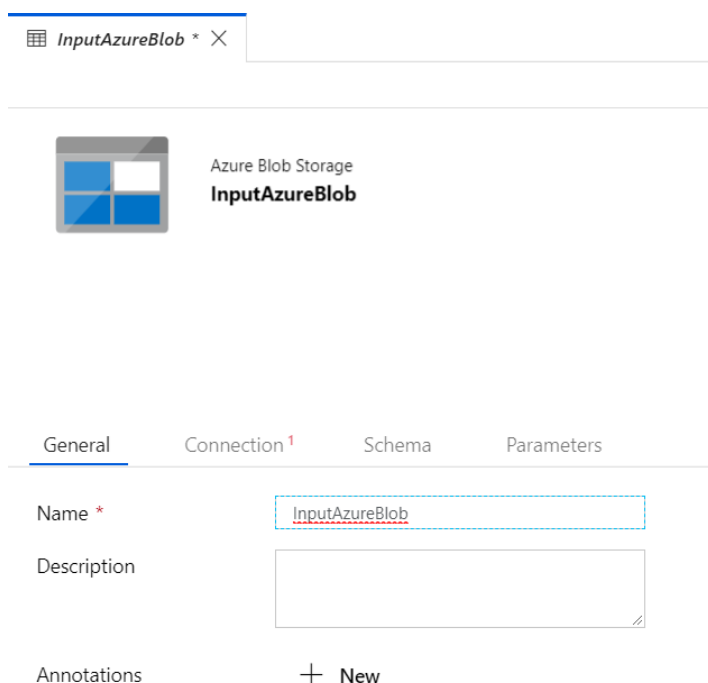 InputAzureBlob *
Azure Blob Storage
InputAzureBlob
General Connection 1 Schema Parameters
Name * InputAzureBlob
Description
Annotations + New